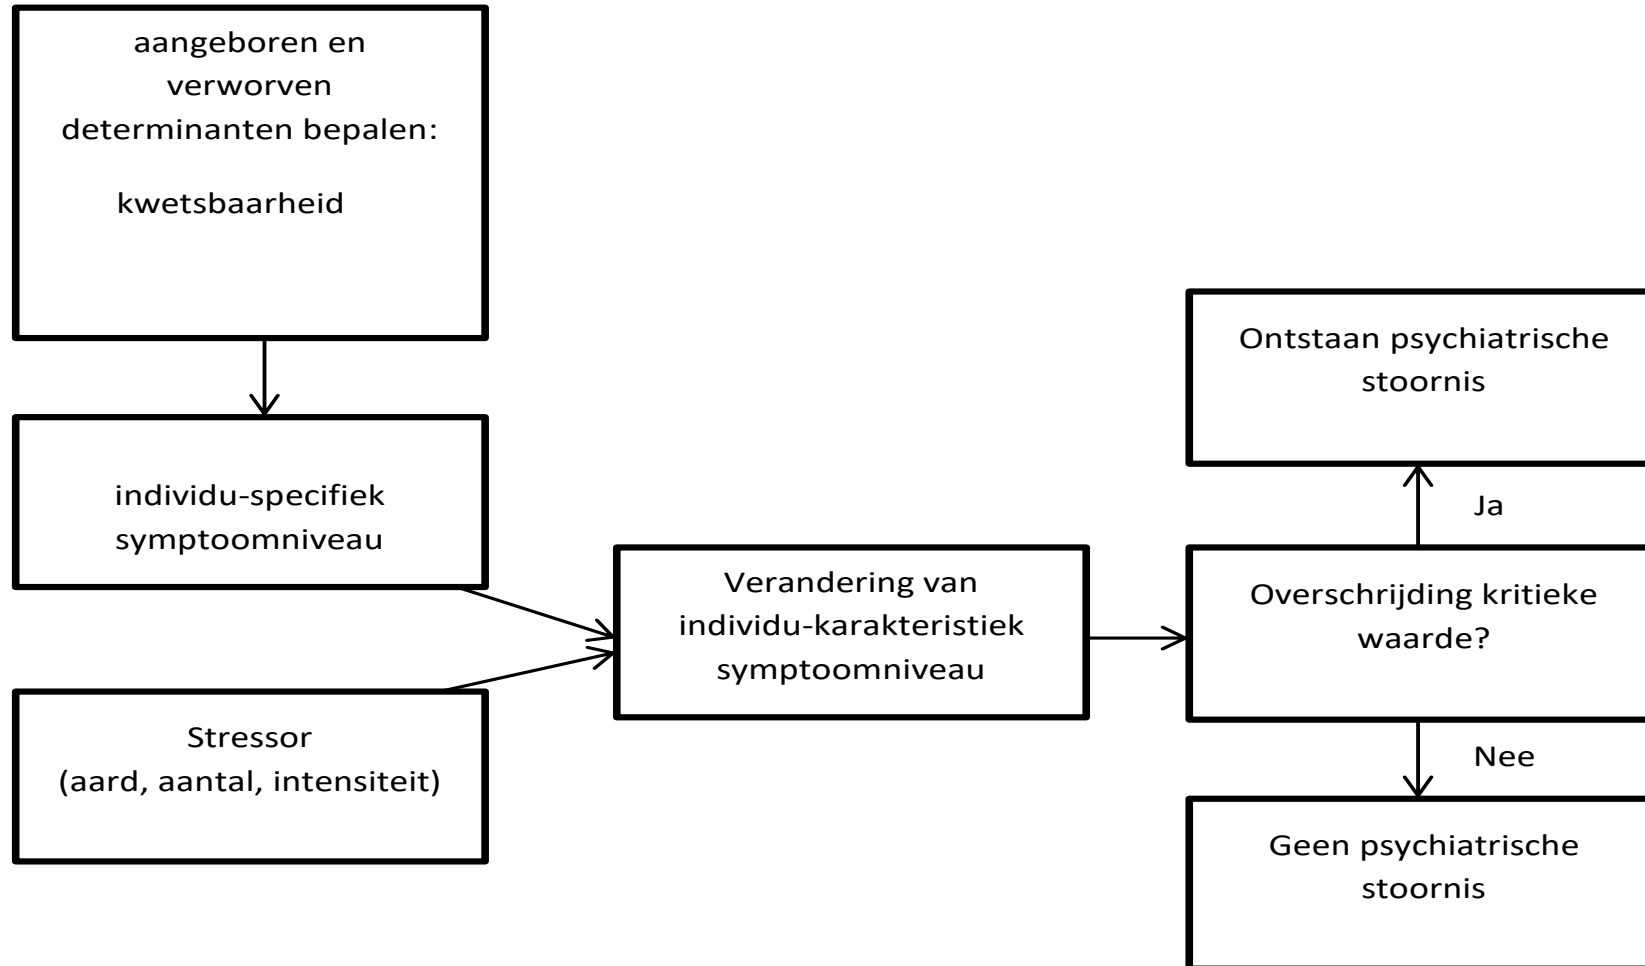 aangeboren en
verworven
determinanten bepalen:
kwetsbaarheid
individu-specifiek
symptoomniveau
Stressor
(aard, aantal, intensiteit)
Verandering van
individu-karakteristiek
symptoomniveau
Ontstaan psychiatrische
stoornis
Ja
Overschrijding kritieke
waarde?
Nee
Geen psychiatrische
stoornis